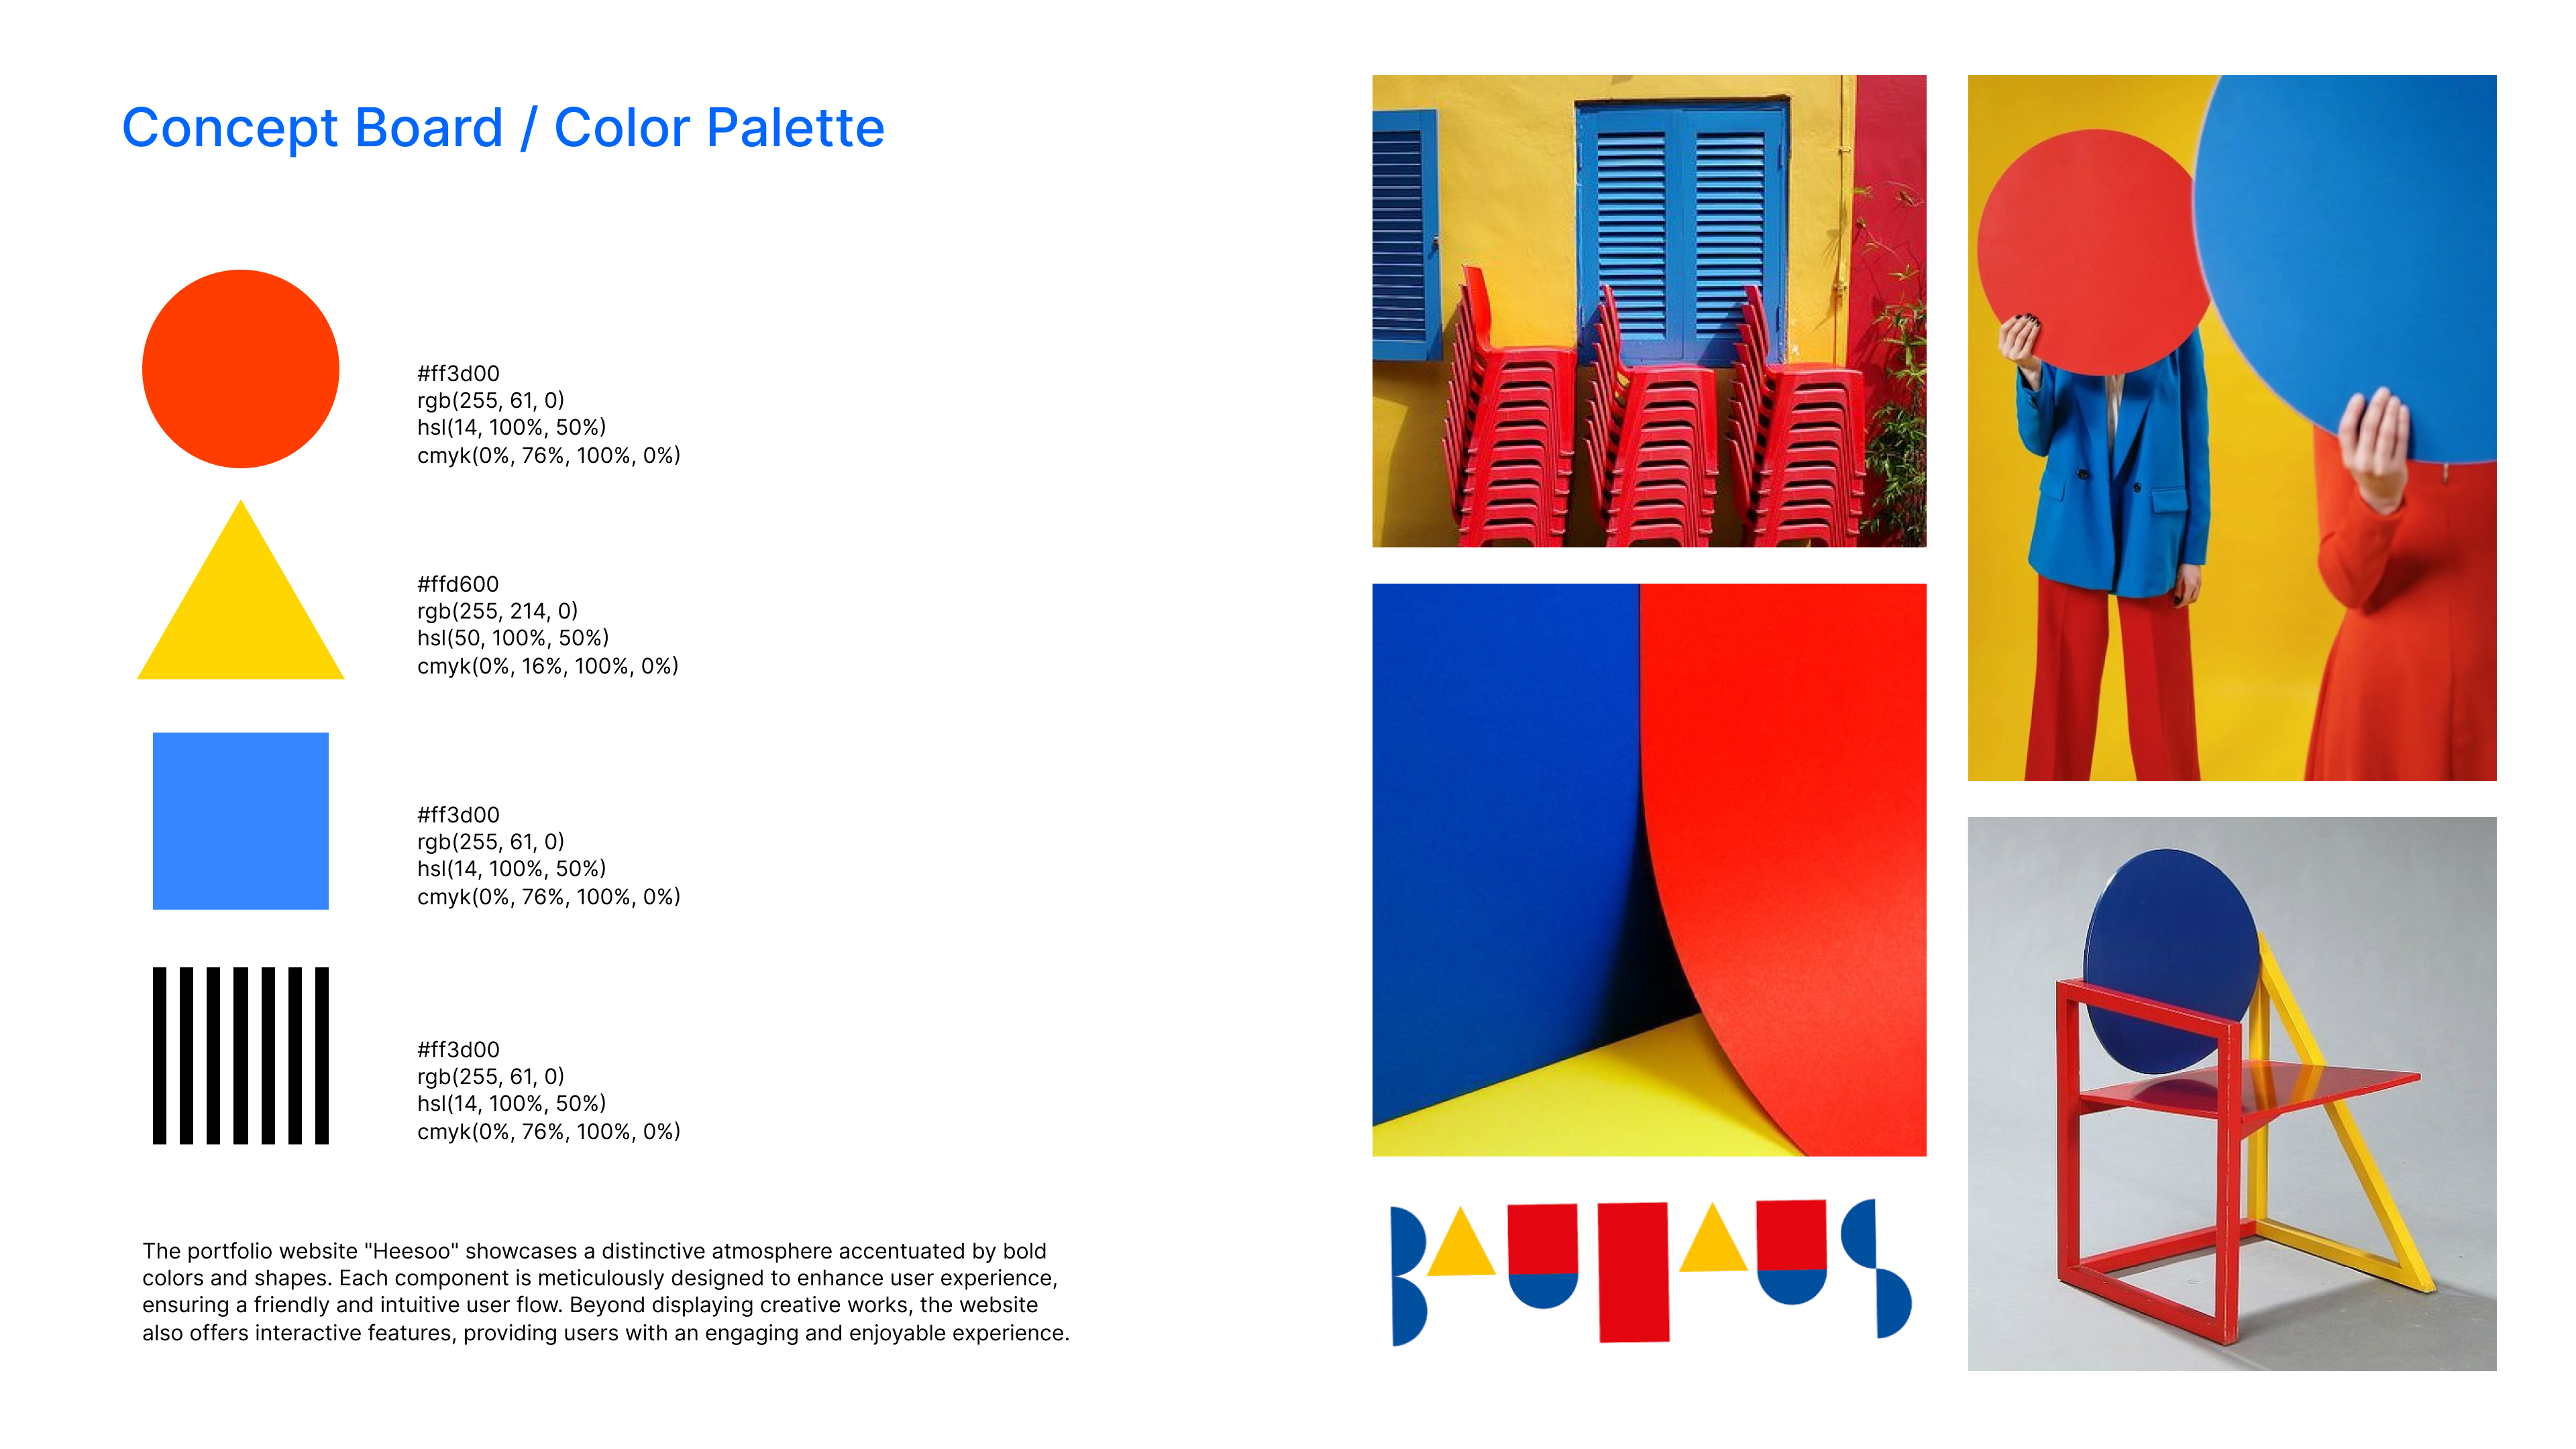 Concept Board / Color Palette
#ff3d00
rgb(255, 61, 0)
hsl(14, 100%, 50%)
cmyk(0%, 76%, 100%, 0%)
#ffd600
rgb(255, 214, 0)
hsl(50, 100%, 50%)
cmyk(0%, 16%, 100%, 0%)
#ff3d00
rgb(255, 61, 0)
hsl(14, 100%, 50%)
cmyk(0%, 76%, 100%, 0%)
#ff3d00
rgb(255, 61, 0)
hsl(14, 100%, 50%)
cmyk(0%, 76%, 100%, 0%)
The portfolio website "Heesoo" showcases a distinctive atmosphere accentuated by bold
colors and shapes. Each component is meticulously designed to enhance user experience,
ensuring a friendly and intuitive user flow. Beyond displaying creative works, the website
also offers interactive features, providing users with an engaging and enjoyable experience.
BAUHAUS